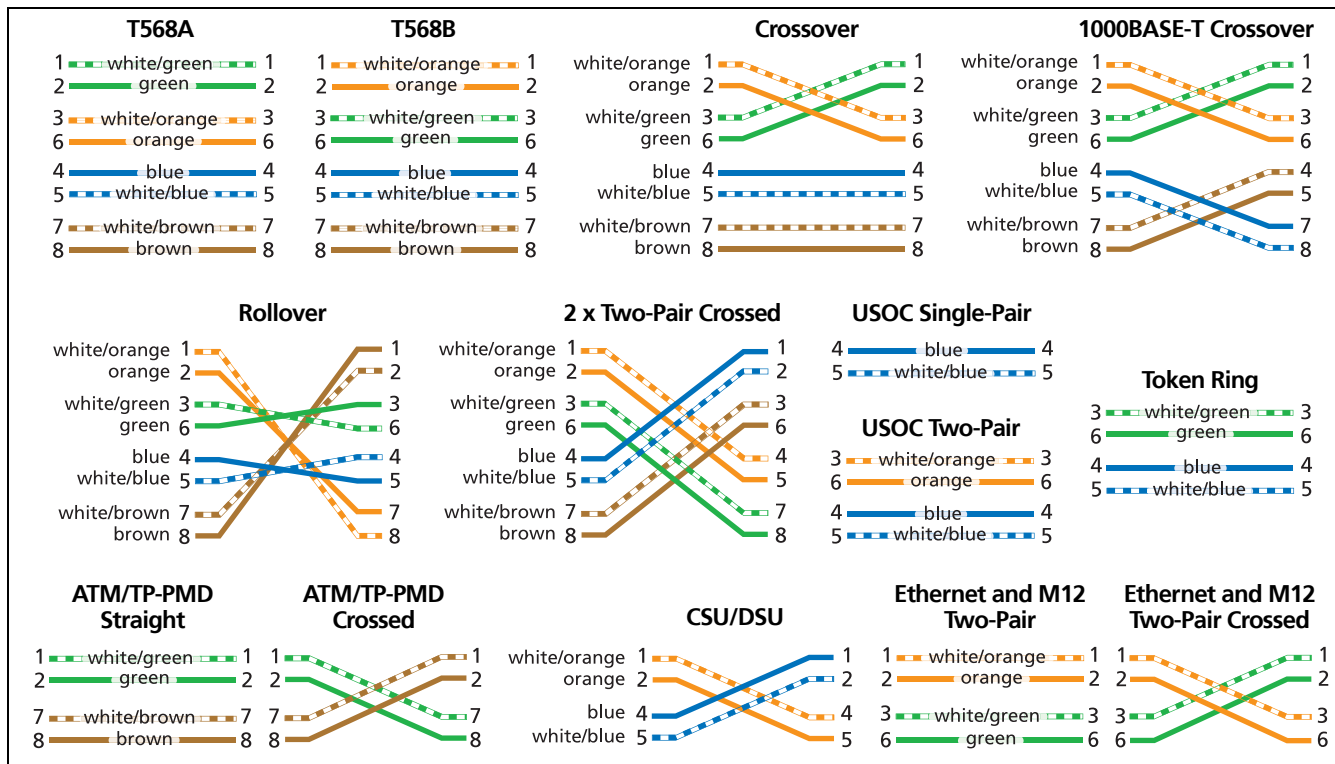 T568A
1 white/green 1
2 green 2
3 white/orange 3
6 orange 6
4 blue 4
5 white/blue 5
7 white/brown 7
8 brown 8
T568B
1 white/orange 1
2 orange 2
3 white/green 3
6 green 6
4 blue 4
5 white/blue 5
7 white/brown 7
8 brown 8
Crossover
white/orange 1 1
orange 2 2
white/green 3 3
green 6 6
blue 4 4
white/blue 5 5
white/brown 7 7
brown 8 8
1000BASE-T Crossover
white/orange 1 1
orange 2 2
white/green 3 3
green 6 6
blue 4 4
white/blue 5 5
white/brown 7 7
brown 8 8
Rollover
white/orange 1 1
orange 2 2
white/green 3 3
green 6 6
blue 4 4
white/blue 5 5
white/brown 7 7
brown 8 8
2 x Two-Pair Crossed
white/orange 1 1
orange 2 2
white/green 3 3
green 6 6
blue 4 4
white/blue 5 5
white/brown 7 7
brown 8 8
USOC Single-Pair
4 blue 4
5 white/blue 5
USOC Two-Pair
3 white/orange 3
6 orange 6
4 blue 4
5 white/blue 5
Token Ring
3 white/green 3
6 green 6
4 blue 4
5 white/blue 5
ATM/TP-PMD
Straight
1 white/green 1
2 green 2
7 white/brown 7
8 brown 8
ATM/TP-PMD
Crossed
1 1
2 2
7 7
8 8
CSU/DSU
white/orange 1 1
orange 2 2
blue 4 4
white/blue 5 5
Ethernet and M12
Two-Pair
1 white/orange 1
2 orange 2
3 white/green 3
6 green 6
Ethernet and M12
Two-Pair Crossed
1 1
2 2
3 3
6 6